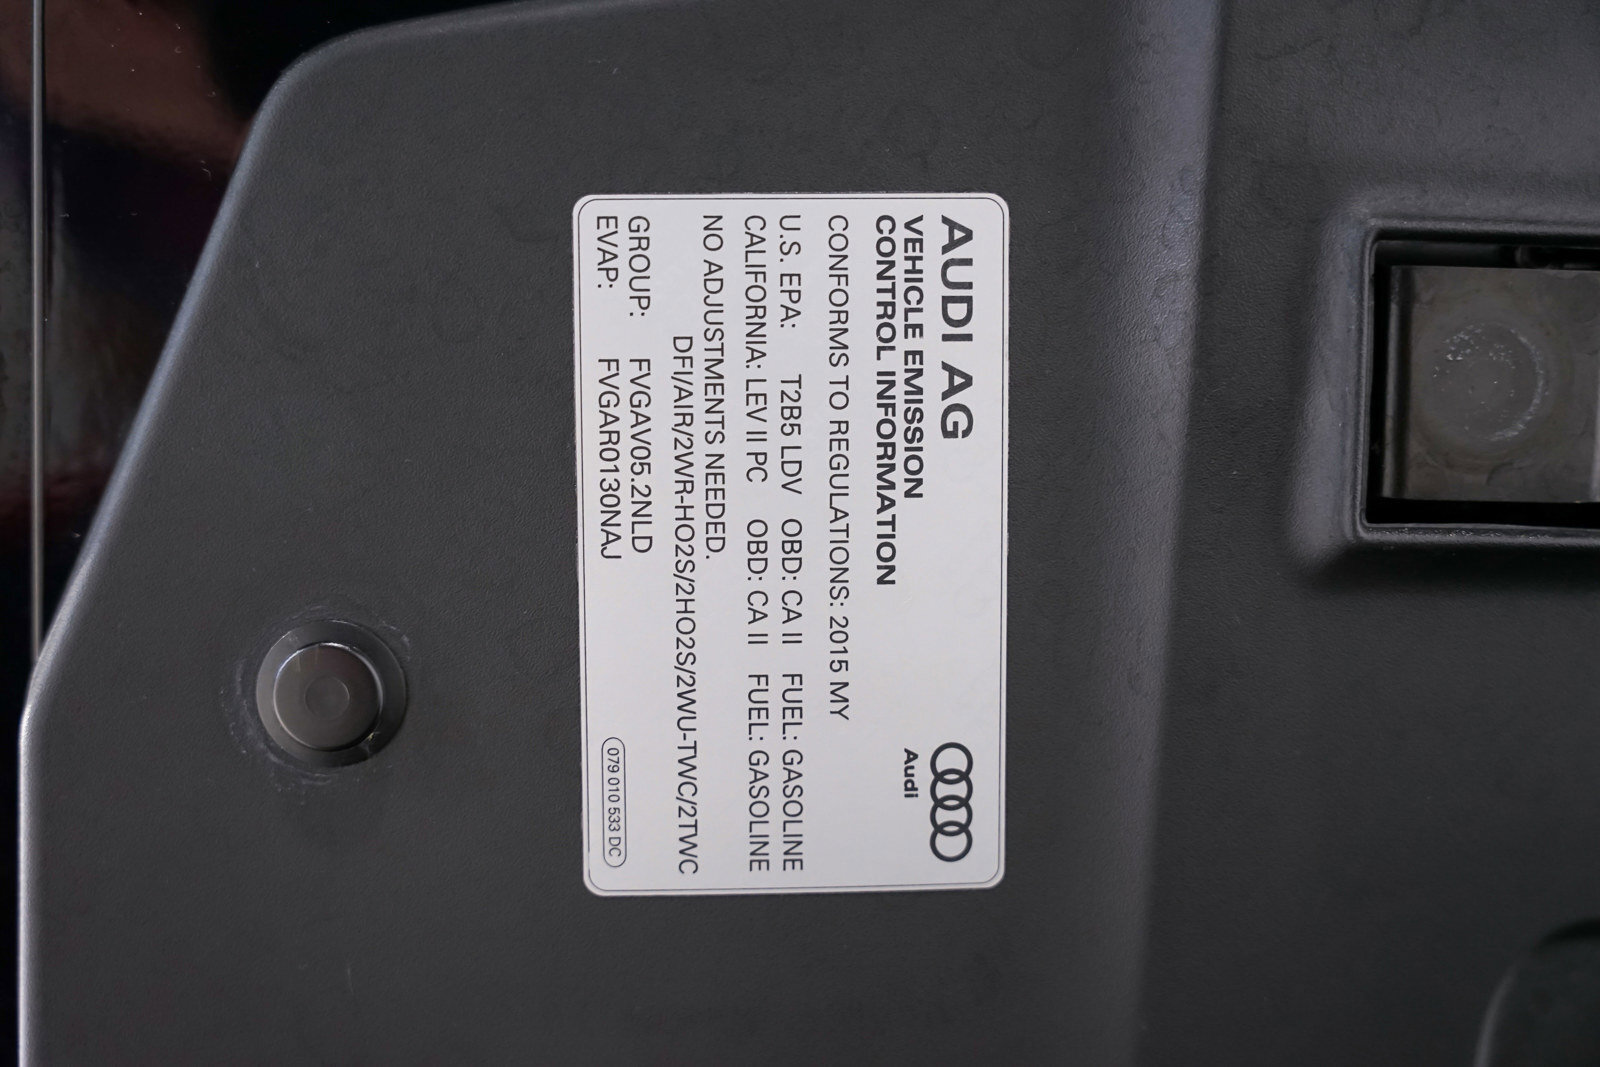 AUDI AG
VEHICLE EMISSION
CONTROL INFORMATION
Audi
CONFORMS TO REGULATIONS: 2015 MY
U.S. EPA: T2B5 LDV OBD: CA II FUEL: GASOLINE
CALIFORNIA: LEV II PC OBD: CA II FUEL: GASOLINE
NO ADJUSTMENTS NEEDED.
DFI/AIR/2WR-HO2S/2HO2S/2WU-TWC/2TWC
GROUP: FVGAV05.2NLD
EVAP: FVGAR0130NAJ
079 010 533 DC